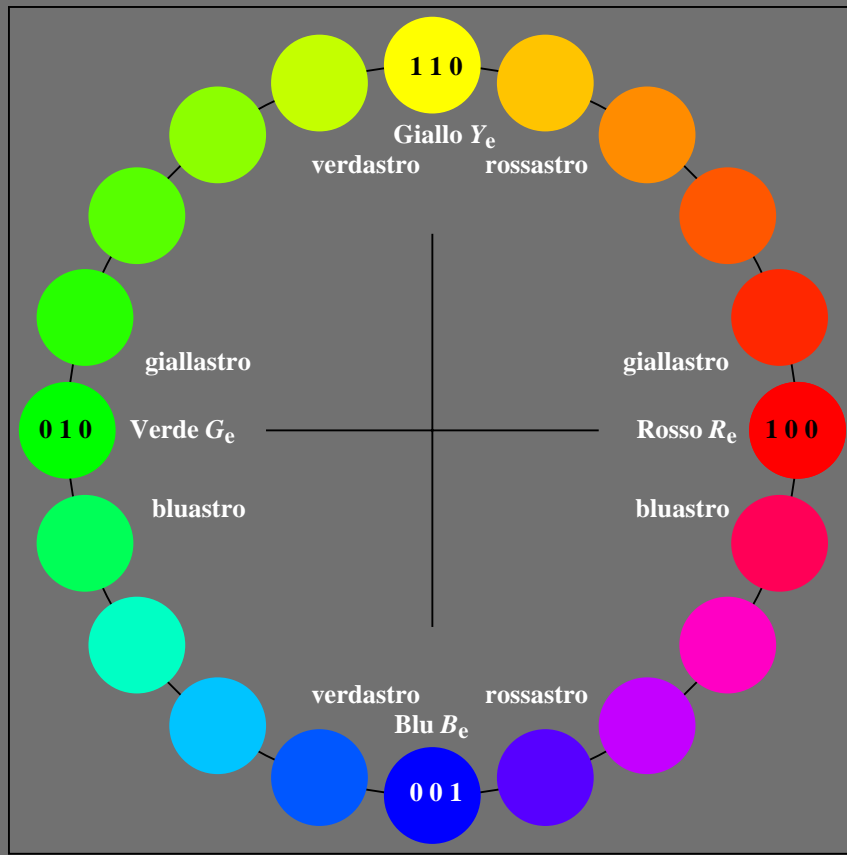 1 1 0
Giallo Yₑ
verdastro rossastro
giallastro giallastro
0 1 0 Verde Gₑ Rosso Rₑ 1 0 0
bluastro bluastro
verdastro rossastro
Blu Bₑ
0 0 1